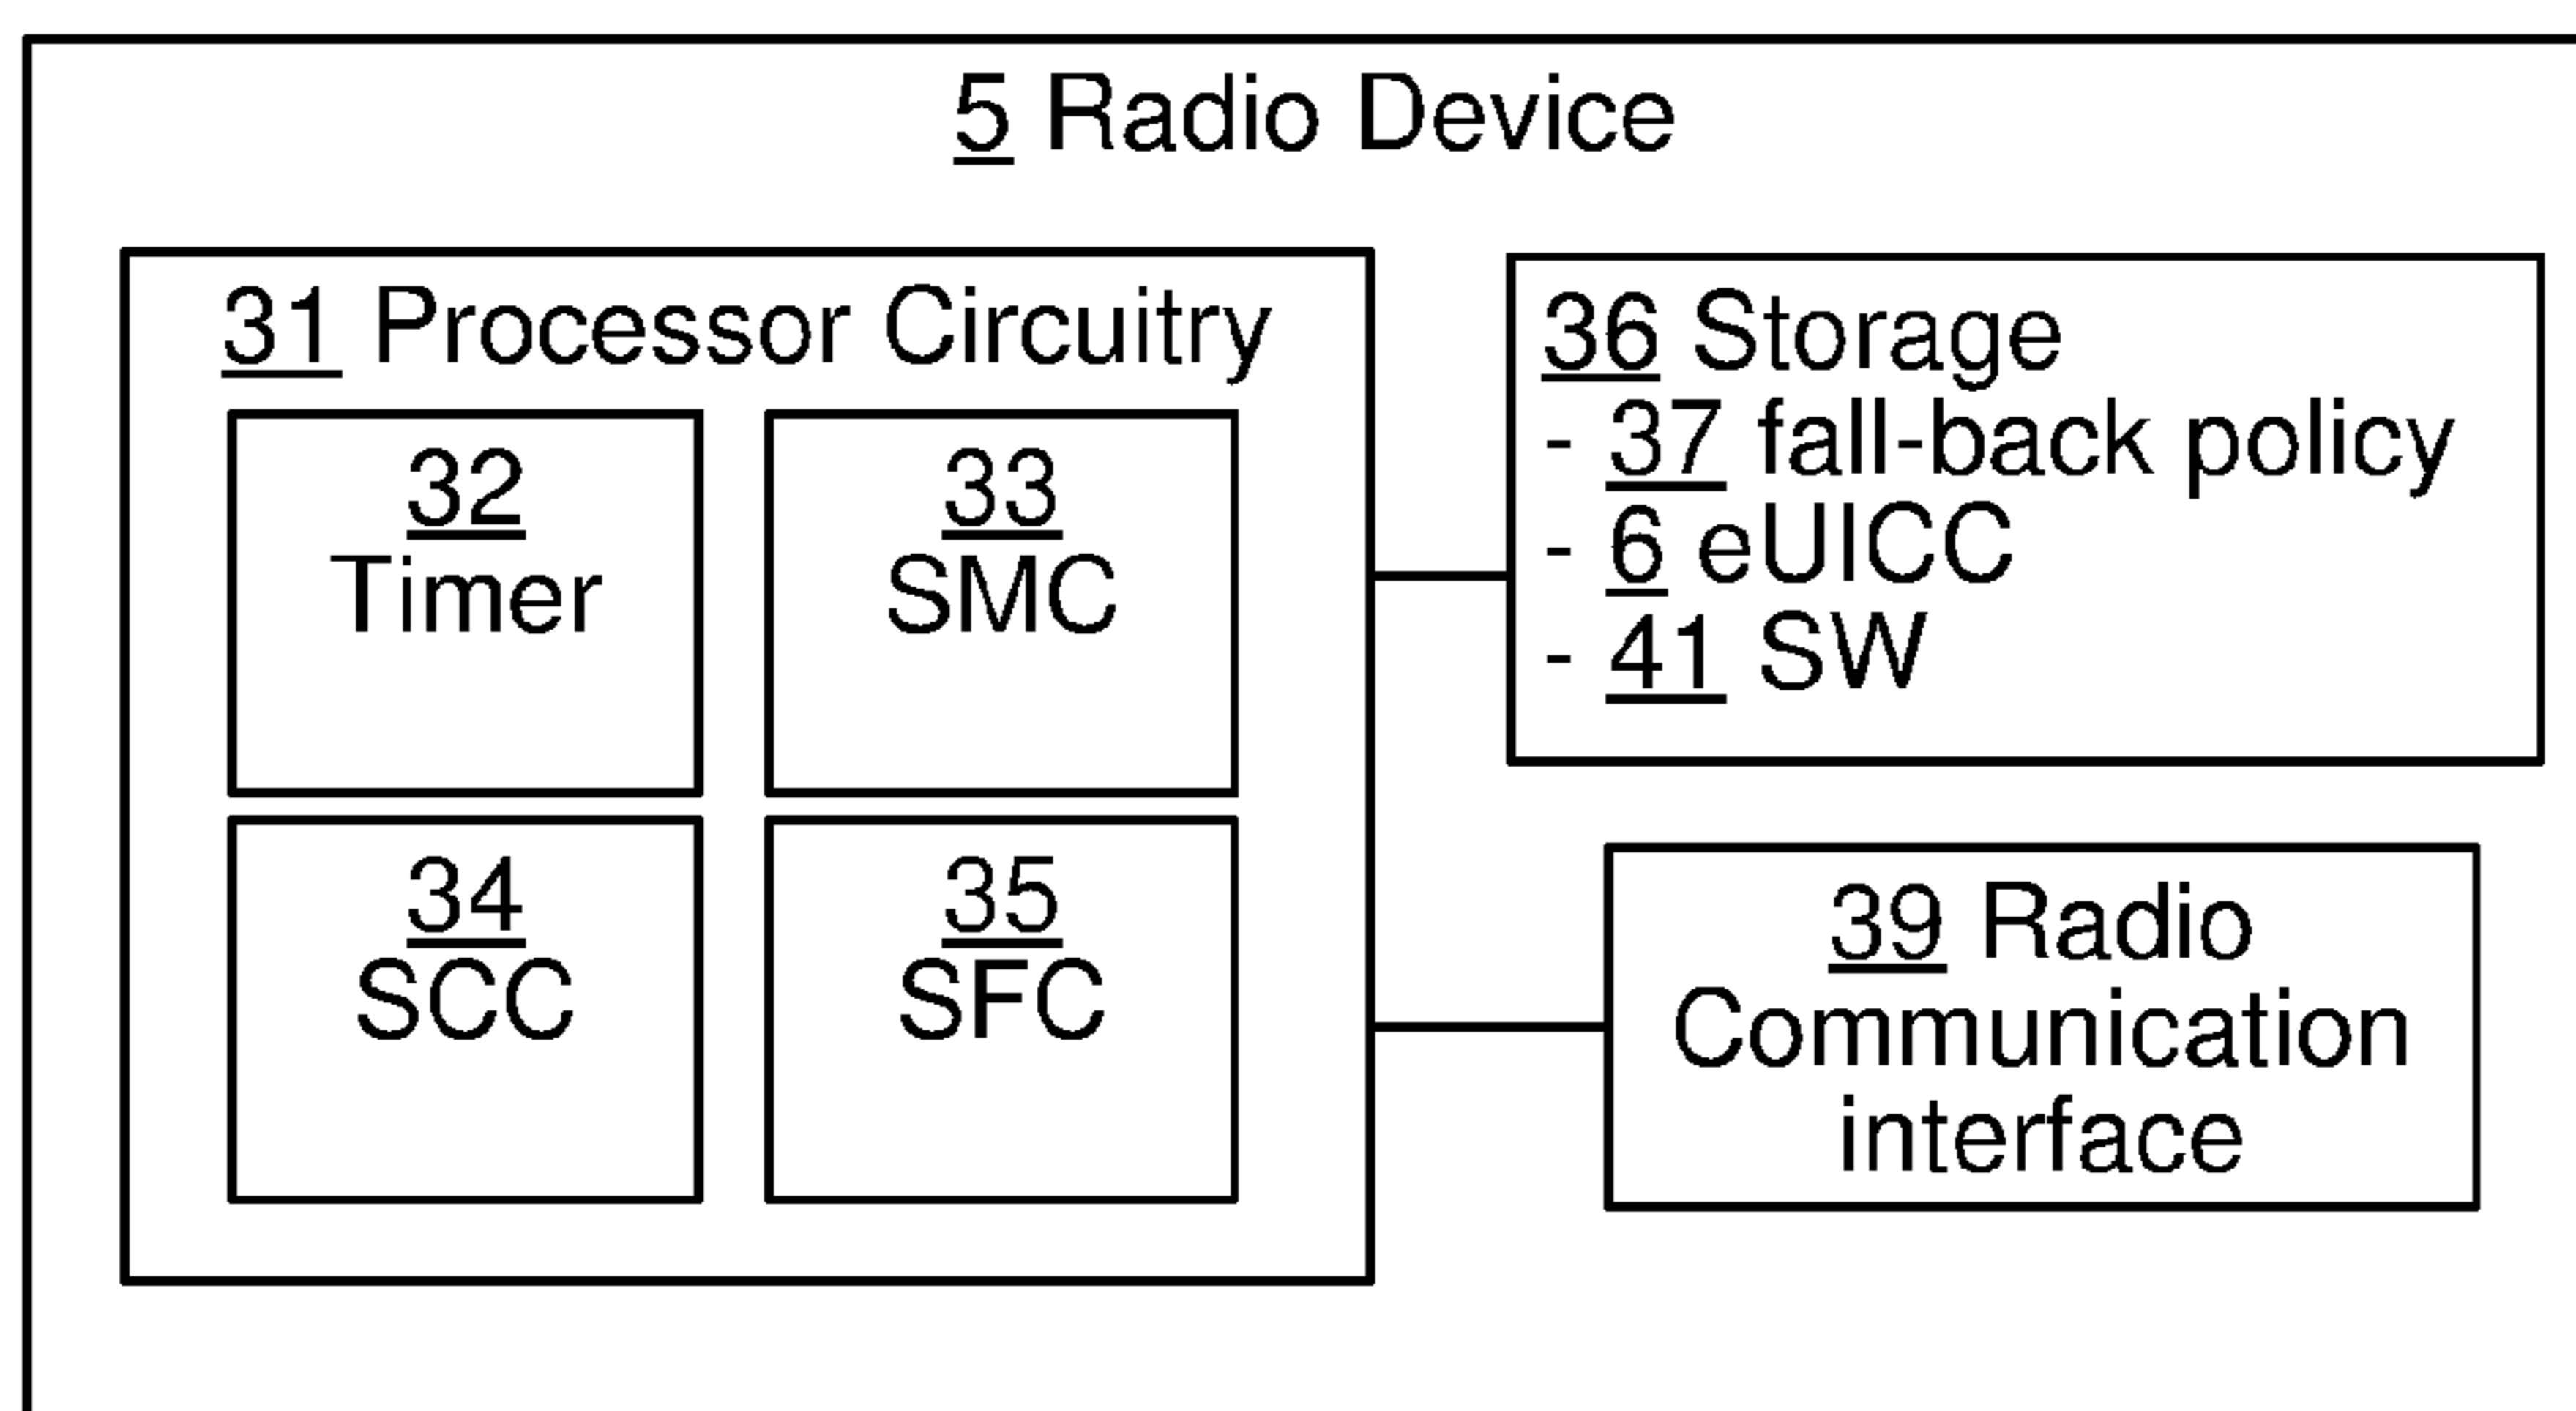 5 Radio Device
31 Processor Circuitry
32
Timer
33
SMC
34
SCC
35
SFC
36 Storage
- 37 fall-back policy
- 6 eUICC
- 41 SW
39 Radio
Communication
interface